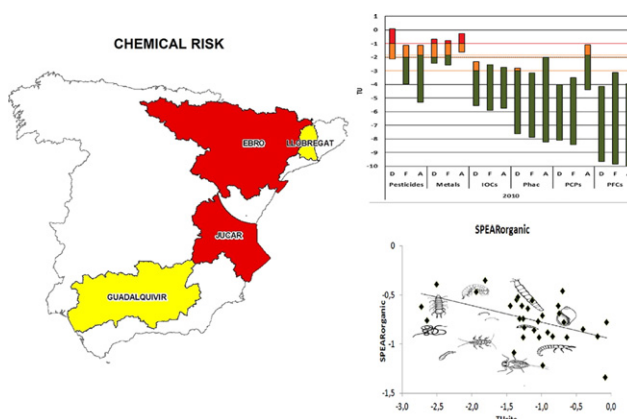 CHEMICAL RISK
EBRO
LLOBREGAT
JUCAR
GUADALQUIVIR
1
0
-1
-2
-3
-4
-5
-6
-7
-8
-9
-10
TU
D F A D F A D F A D F A D F A D F A
Pesticides Metals IOCs Phac PCPs PFCs
2010
SPEARorganic
0
-0,5
-1
-1,5
SPEARorganic
-3,0 -2,5 -2,0 -1,5 -1,0 -0,5 0,0